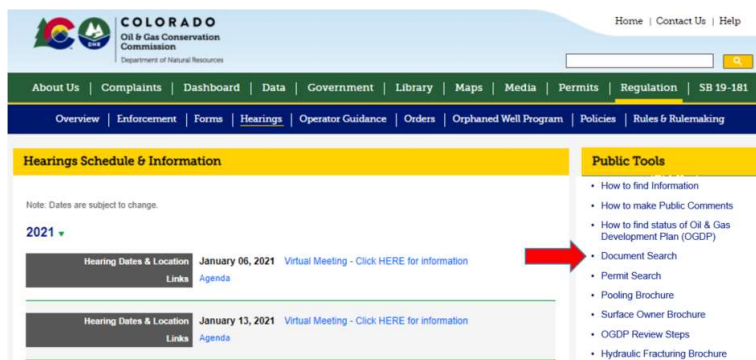 COLORADO
Oil & Gas Conservation
Commission
Department of Natural Resources
DNR
Home | Contact Us | Help
About Us | Complaints | Dashboard | Data | Government | Library | Maps | Media | Permits | Regulation | SB 19-181
Overview | Enforcement | Forms | Hearings | Operator Guidance | Orders | Orphaned Well Program | Policies | Rules & Rulemaking
Hearings Schedule & Information
Note: Dates are subject to change.
2021
Hearing Dates & Location January 06, 2021 Virtual Meeting - Click HERE for information
Links Agenda
Hearing Dates & Location January 13, 2021 Virtual Meeting - Click HERE for information
Links Agenda
Public Tools
• How to find Information
• How to make Public Comments
• How to find status of Oil & Gas
Development Plan (OGDP)
• Document Search
• Permit Search
• Pooling Brochure
• Surface Owner Brochure
• OGDP Review Steps
• Hydraulic Fracturing Brochure